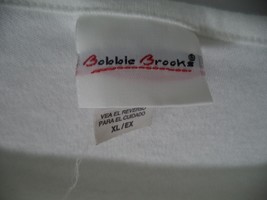 Bobbie Brooks®
VEA EL REVERSO
PARA EL CUIDADO
XL/EX